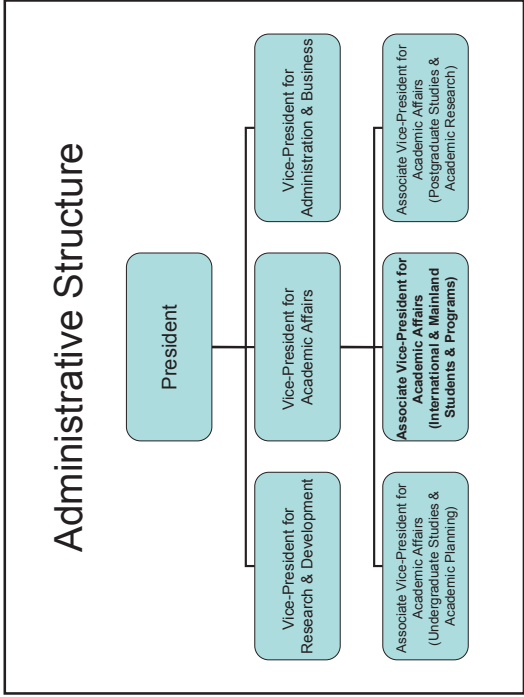 Administrative Structure
President
Vice-President for
Research & Development
Vice-President for
Academic Affairs
Vice-President for
Administration & Business
Associate Vice-President for
Academic Affairs
(Undergraduate Studies &
Academic Planning)
Associate Vice-President for
Academic Affairs
(International & Mainland
Students & Programs)
Associate Vice-President for
Academic Affairs
(Postgraduate Studies &
Academic Research)